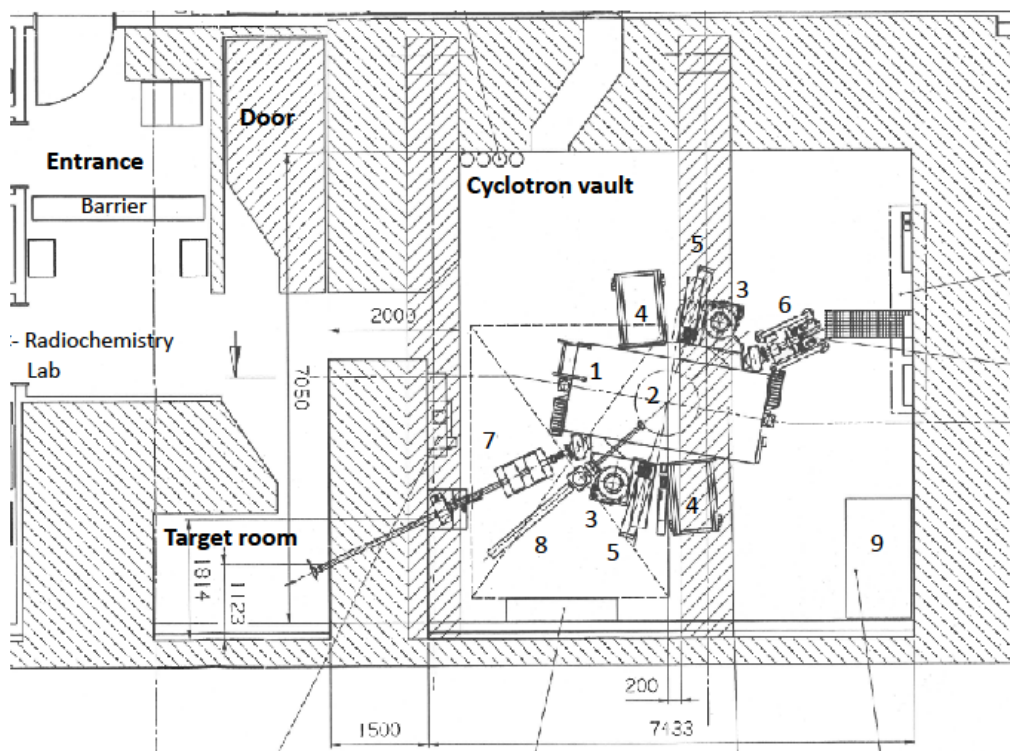 Door
Entrance
Cyclotron vault
Barrier
5
3
6
4
2000
- Radiochemistry
Lab
1
2
7050
7
4
3
9
Target room
8
5
1814
1123
200
1500
7433